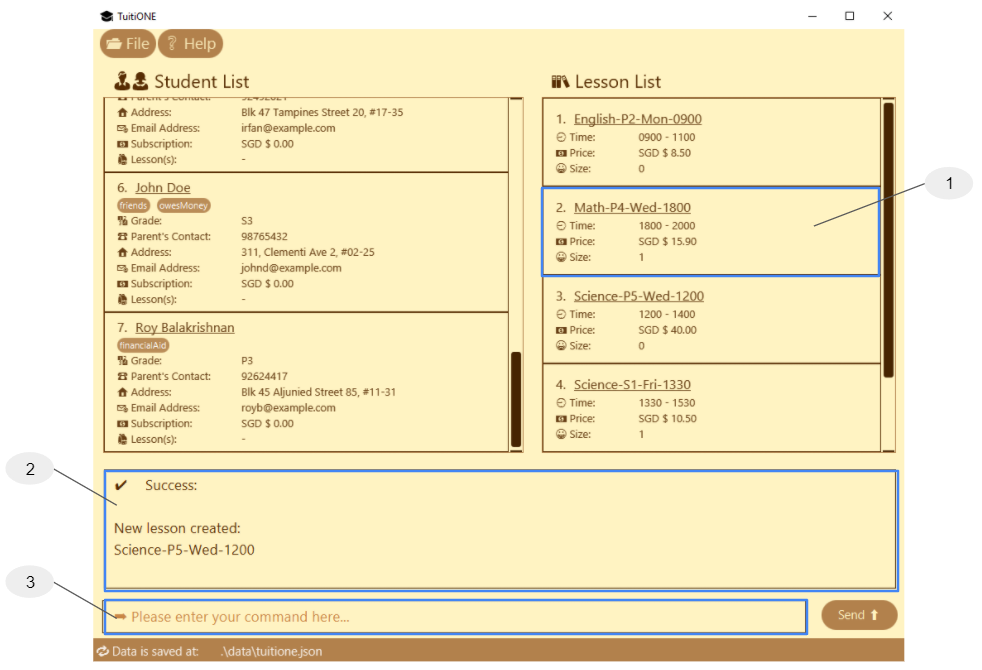 TuitiONE
File
Help
Student List
Parent's Contact: 92492021
Address: Blk 47 Tampines Street 20, #17-35
Email Address: irfan@example.com
Subscription: SGD $ 0.00
Lesson(s): -
6. John Doe
friends owesMoney
Grade: S3
Parent's Contact: 98765432
Address: 311, Clementi Ave 2, #02-25
Email Address: johnd@example.com
Subscription: SGD $ 0.00
Lesson(s): -
7. Roy Balakrishnan
financialAid
Grade: P3
Parent's Contact: 92624417
Address: Blk 45 Aljunied Street 85, #11-31
Email Address: royb@example.com
Subscription: SGD $ 0.00
Lesson(s): -
Lesson List
1. English-P2-Mon-0900
Time: 0900 - 1100
Price: SGD $ 8.50
Size: 0
2. Math-P4-Wed-1800
Time: 1800 - 2000
Price: SGD $ 15.90
Size: 1
3. Science-P5-Wed-1200
Time: 1200 - 1400
Price: SGD $ 40.00
Size: 0
4. Science-S1-Fri-1330
Time: 1330 - 1530
Price: SGD $ 10.50
Size: 1
1
2
✔ Success:
New lesson created:
Science-P5-Wed-1200
3
➡ Please enter your command here...
Send ⬆
Data is saved at: .\data\tuitione.json